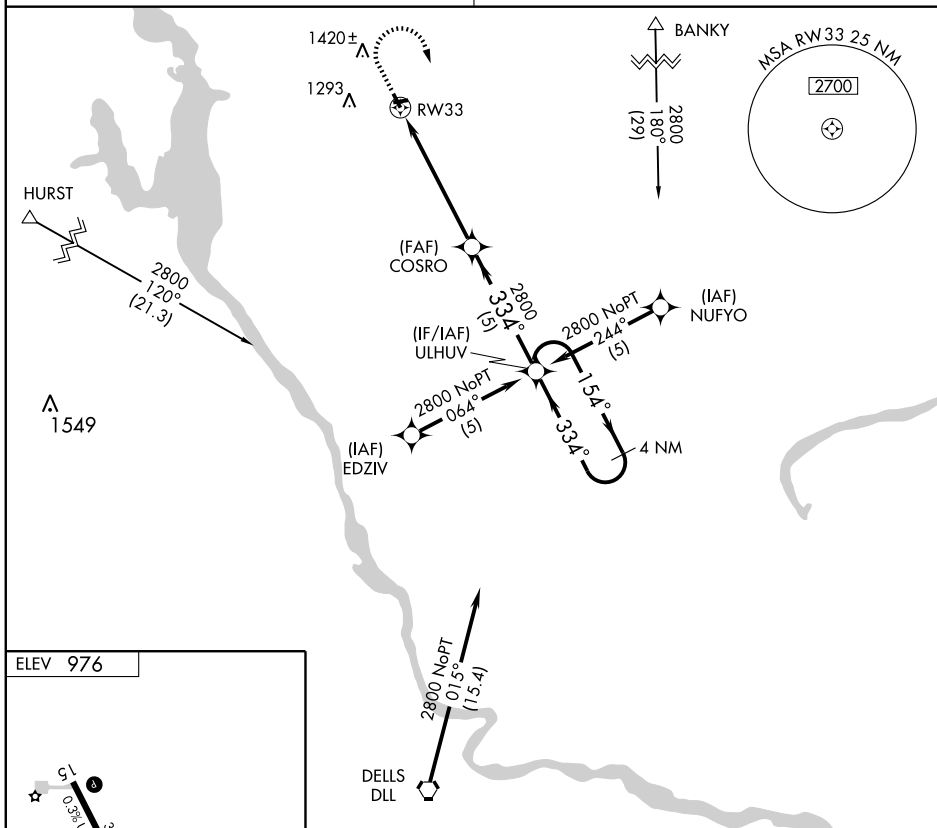 1420±
BANKY
MSA RW33 25 NM
2700
1293
RW33
2800
180°
(29)
HURST
2800
120°
(21.3)
(FAF)
COSRO
2800
334°
(5)
(IAF)
NUFYO
2800 NoPT
244°
(5)
(IF/IAF)
ULHUV
2800 NoPT
064°
(5)
154°
334°
4 NM
(IAF)
EDZIV
1549
2800 NoPT
015°
(15.4)
DELLS
DLL
ELEV 976
15
P
0.3%